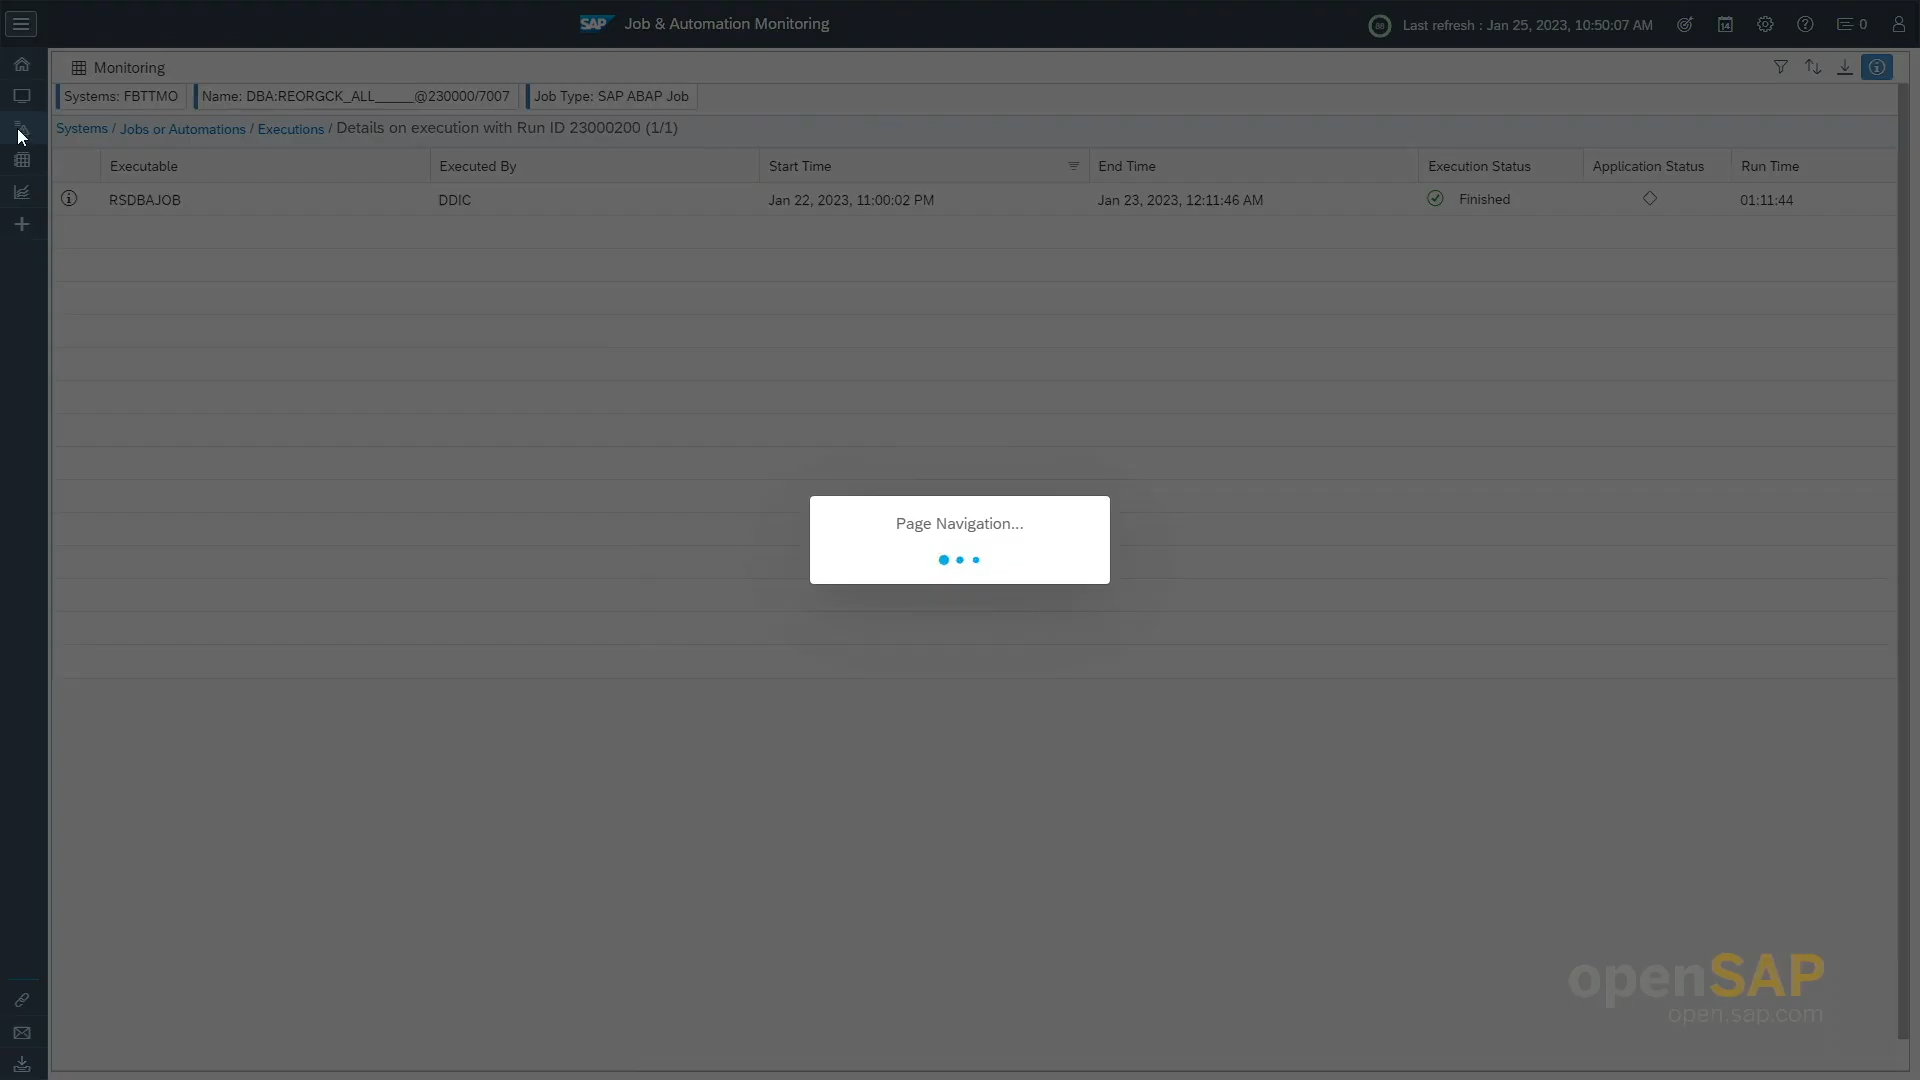 SAP Job & Automation Monitoring
88 Last refresh : Jan 25, 2023, 10:50:07 AM 14 0
Monitoring
Systems: FBTTMO Name: DBA:REORGCK_ALL_____@230000/7007 Job Type: SAP ABAP Job
Systems / Jobs or Automations / Executions / Details on execution with Run ID 23000200 (1/1)
Executable Executed By Start Time End Time Execution Status Application Status Run Time
RSDBAJOB DDIC Jan 22, 2023, 11:00:02 PM Jan 23, 2023, 12:11:46 AM Finished 01:11:44
Page Navigation...
openSAP
open.sap.com